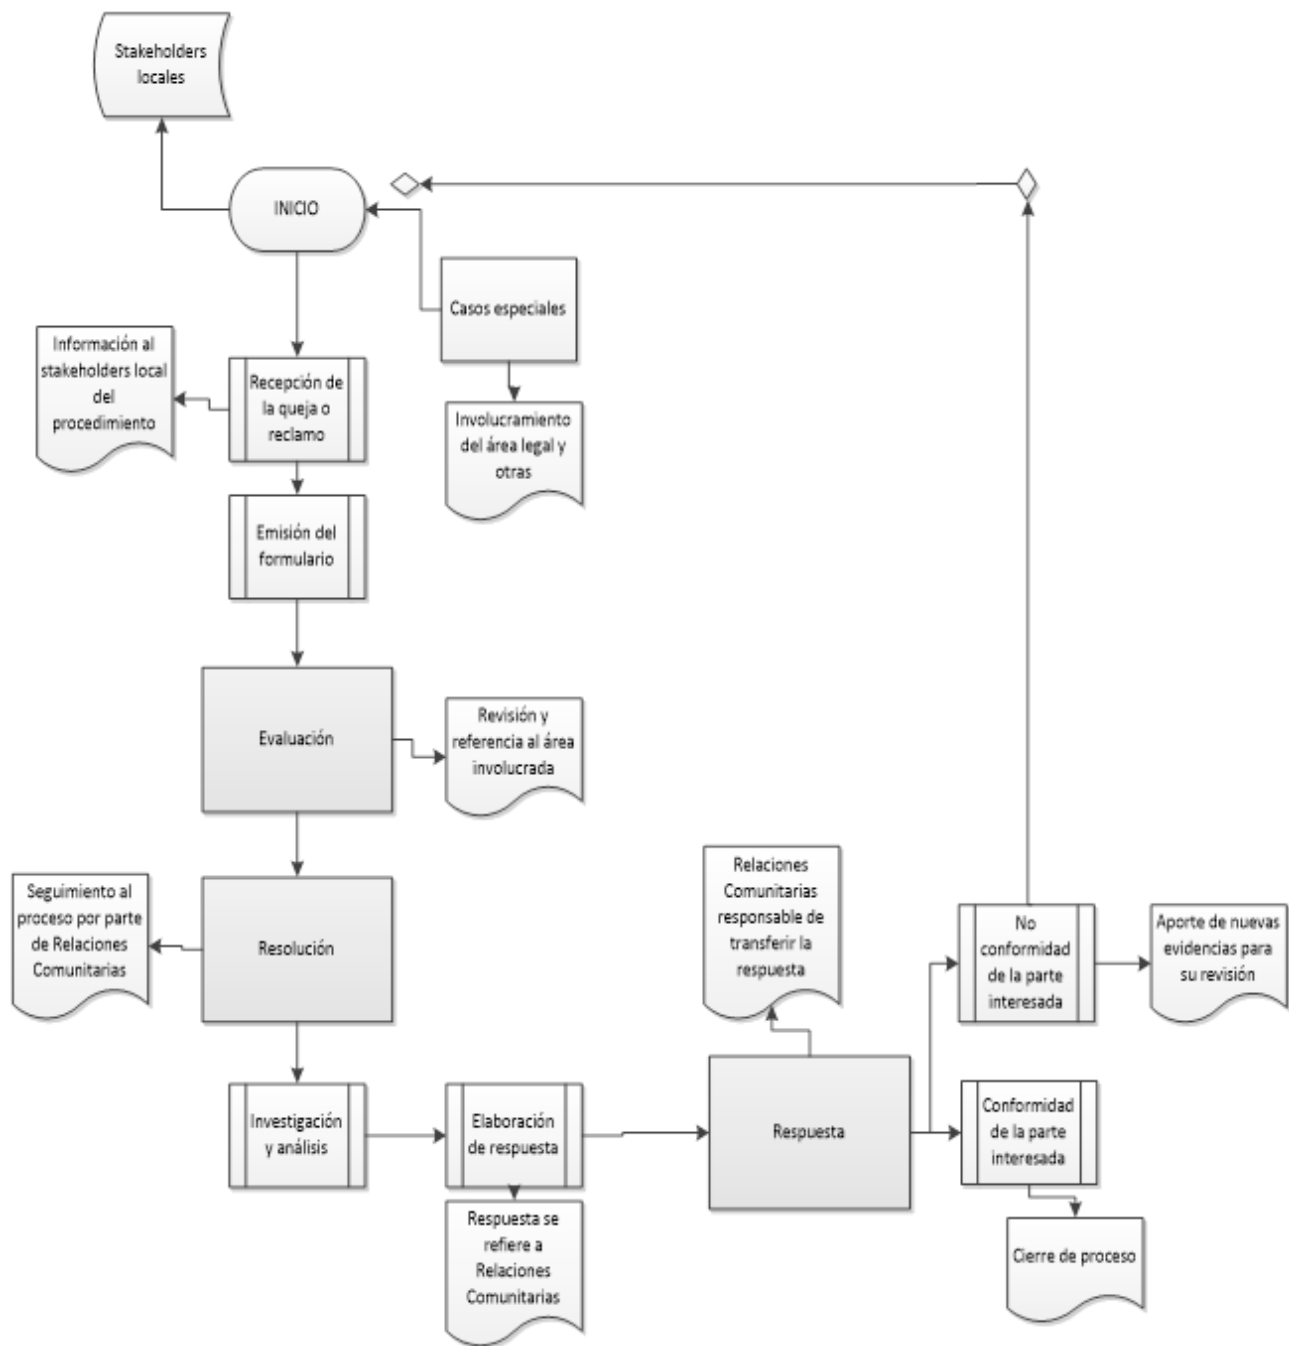 Stakeholders
locales
INICIO
Casos especiales
Información al
stakeholders local
del
procedimiento
Recepción de
la queja o
reclamo
Involucramiento
del área legal y
otras
Emisión del
formulario
Evaluación
Revisión y
referencia al área
involucrada
Seguimiento al
proceso por parte
de Relaciones
Comunitarias
Resolución
Relaciones
Comunitarias
responsable de
transferir la
respuesta
No
conformidad
de la parte
interesada
Aporte de nuevas
evidencias para
su revisión
Investigación
y análisis
Elaboración
de respuesta
Respuesta
Conformidad
de la parte
interesada
Respuesta se
refiere a
Relaciones
Comunitarias
Cierre de proceso